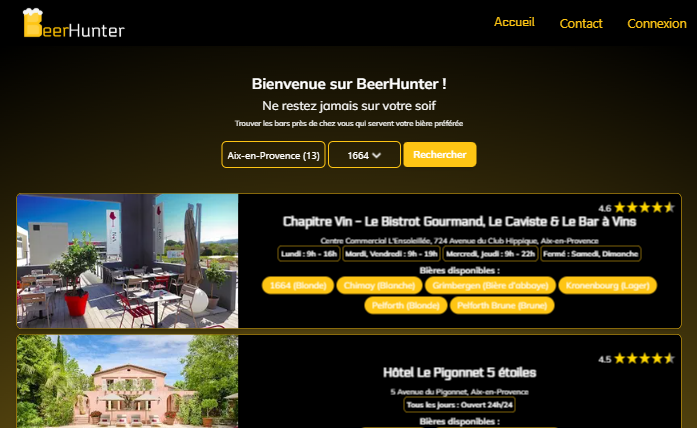 BeerHunter
Accueil Contact Connexion
Bienvenue sur BeerHunter !
Ne restez jamais sur votre soif
Trouver les bars près de chez vous qui servent votre bière préférée
Aix-en-Provence (13) 1664 Rechercher
4.6
Chapitre Vin - Le Bistrot Gourmand, Le Caviste & Le Bar à Vins
Centre Commercial L'Ensoleillée, 724 Avenue du Club Hippique, Aix-en-Provence
Lundi : 9h - 16h Mardi, Vendredi : 9h - 19h Mercredi, Jeudi : 9h - 22h Fermé : Samedi, Dimanche
Bières disponibles :
1664 (Blonde) Chimay (Blanche) Grimbergen (Bière d'abbaye) Kronenbourg (Lager)
Pelforth (Blonde) Pelforth Brune (Brune)
4.5
Hôtel Le Pigonnet 5 étoiles
5 Avenue du Pigonnet, Aix-en-Provence
Tous les jours : Ouvert 24h/24
Bières disponibles :